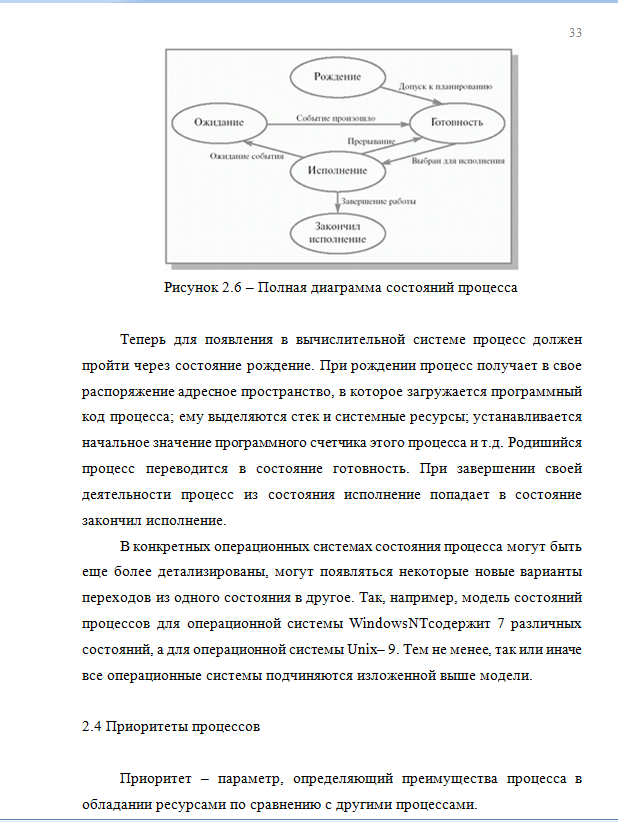 33
Рождение
Допуск к планированию
Ожидание
Событие произошло
Готовность
Прерывание
Ожидание события
Исполнение
Выбран для исполнения
Завершение работы
Закончил
исполнение
Рисунок 2.6 – Полная диаграмма состояний процесса
Теперь для появления в вычислительной системе процесс должен
пройти через состояние рождение. При рождении процесс получает в свое
распоряжение адресное пространство, в которое загружается программный
код процесса; ему выделяются стек и системные ресурсы; устанавливается
начальное значение программного счетчика этого процесса и т.д. Родишийся
процесс переводится в состояние готовность. При завершении своей
деятельности процесс из состояния исполнение попадает в состояние
закончил исполнение.
В конкретных операционных системах состояния процесса могут быть
еще более детализированы, могут появляться некоторые новые варианты
переходов из одного состояния в другое. Так, например, модель состояний
процессов для операционной системы WindowsNTсодержит 7 различных
состояний, а для операционной системы Unix– 9. Тем не менее, так или иначе
все операционные системы подчиняются изложенной выше модели.
2.4 Приоритеты процессов
Приоритет – параметр, определяющий преимущества процесса в
обладании ресурсами по сравнению с другими процессами.